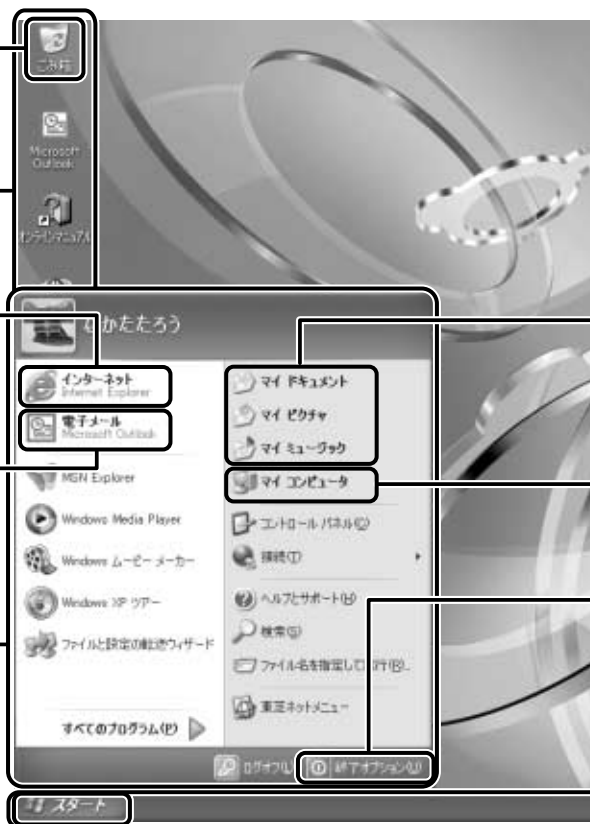 ごみ箱
Microsoft
Outlook
オンラインマニュアル
インターネット
Internet Explorer
電子メール
Microsoft Outlook
MSN Explorer
Windows Media Player
Windows ムービー メーカー
Windows XP ツアー
ファイルと設定の転送ウィザード
すべてのプログラム(P)
マイ ドキュメント
マイ ピクチャ
マイ ミュージック
マイ コンピュータ
コントロール パネル(C)
接続(T)
ヘルプとサポート(H)
検索(S)
ファイル名を指定して実行(R)...
東芝ネットメニュー
ログオフ(L)
終了オプション(U)
スタート